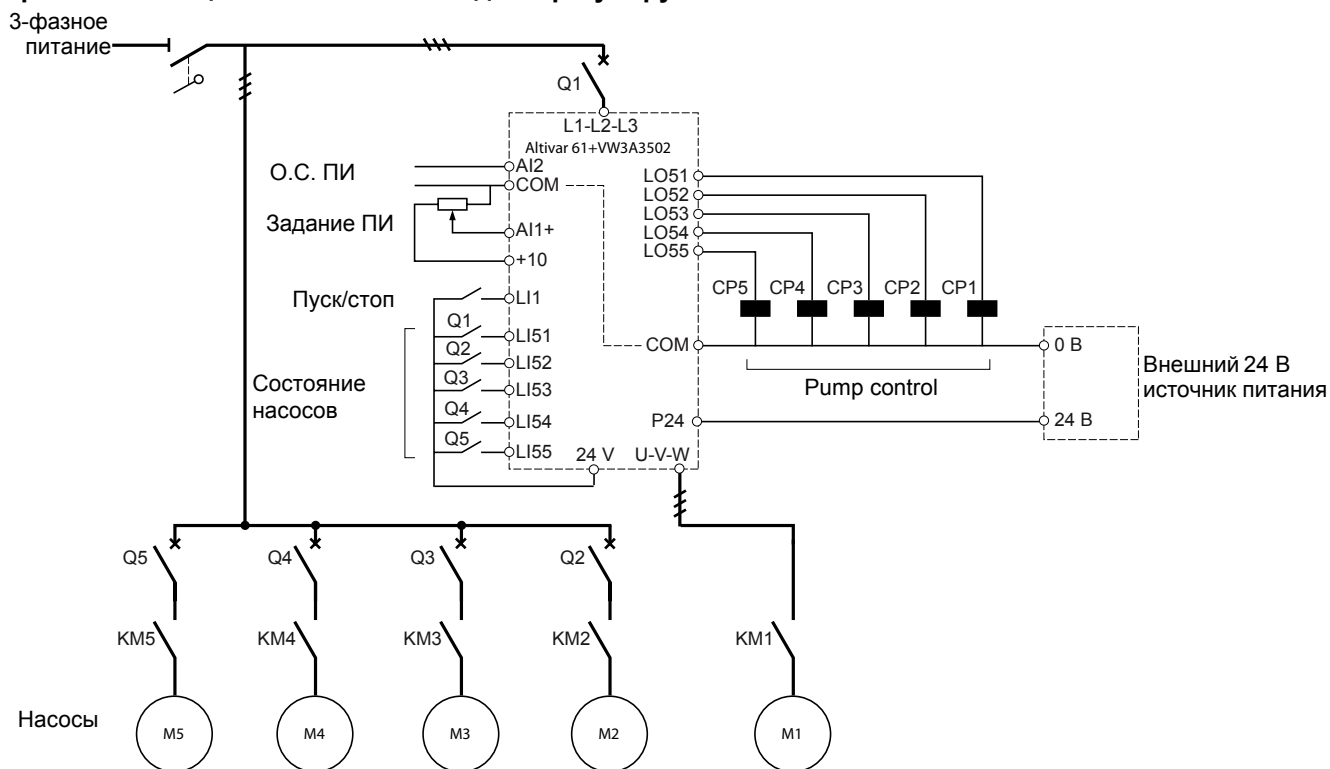 3-фазное
питание
Q1
L1-L2-L3
Altivar 61+VW3A3502
О.С. ПИ
AI2
COM
Задание ПИ
AI1+
+10
LO51
LO52
LO53
LO54
LO55
CP5
CP4
CP3
CP2
CP1
Пуск/стоп
LI1
Q1
LI51
Q2
LI52
Q3
LI53
Q4
LI54
Q5
LI55
Состояние
насосов
COM
0 В
Pump control
Внешний 24 В
источник питания
P24
24 В
24 V
U-V-W
Q5
Q4
Q3
Q2
KM5
KM4
KM3
KM2
KM1
Насосы
M5
M4
M3
M2
M1